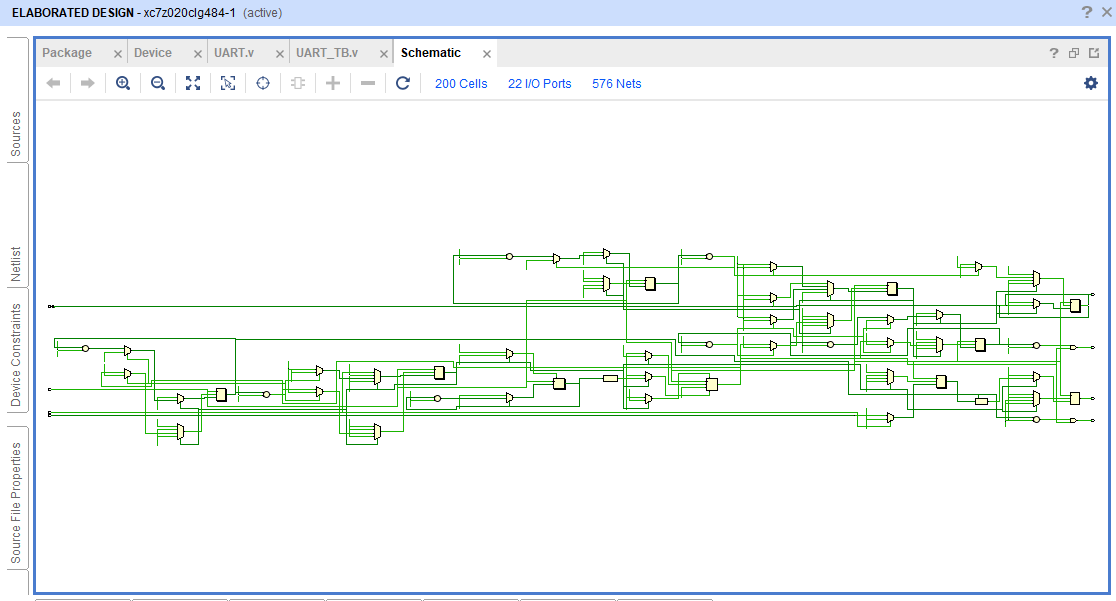 ELABORATED DESIGN - xc7z020clg484-1 (active)
Package
Device
UART.v
UART_TB.v
Schematic
200 Cells
22 I/O Ports
576 Nets
Sources
Netlist
Device Constraints
Source File Properties